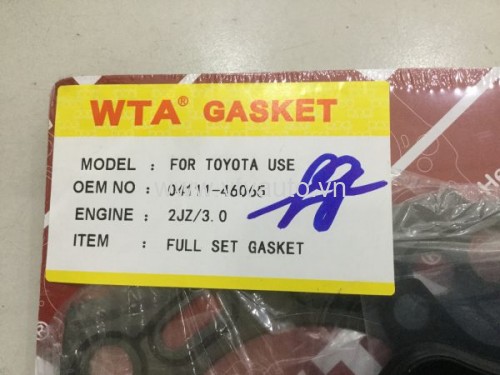 WTA® GASKET
MODEL : FOR TOYOTA USE
OEM NO : 04111-46065
ENGINE : 2JZ/3.0
ITEM : FULL SET GASKET